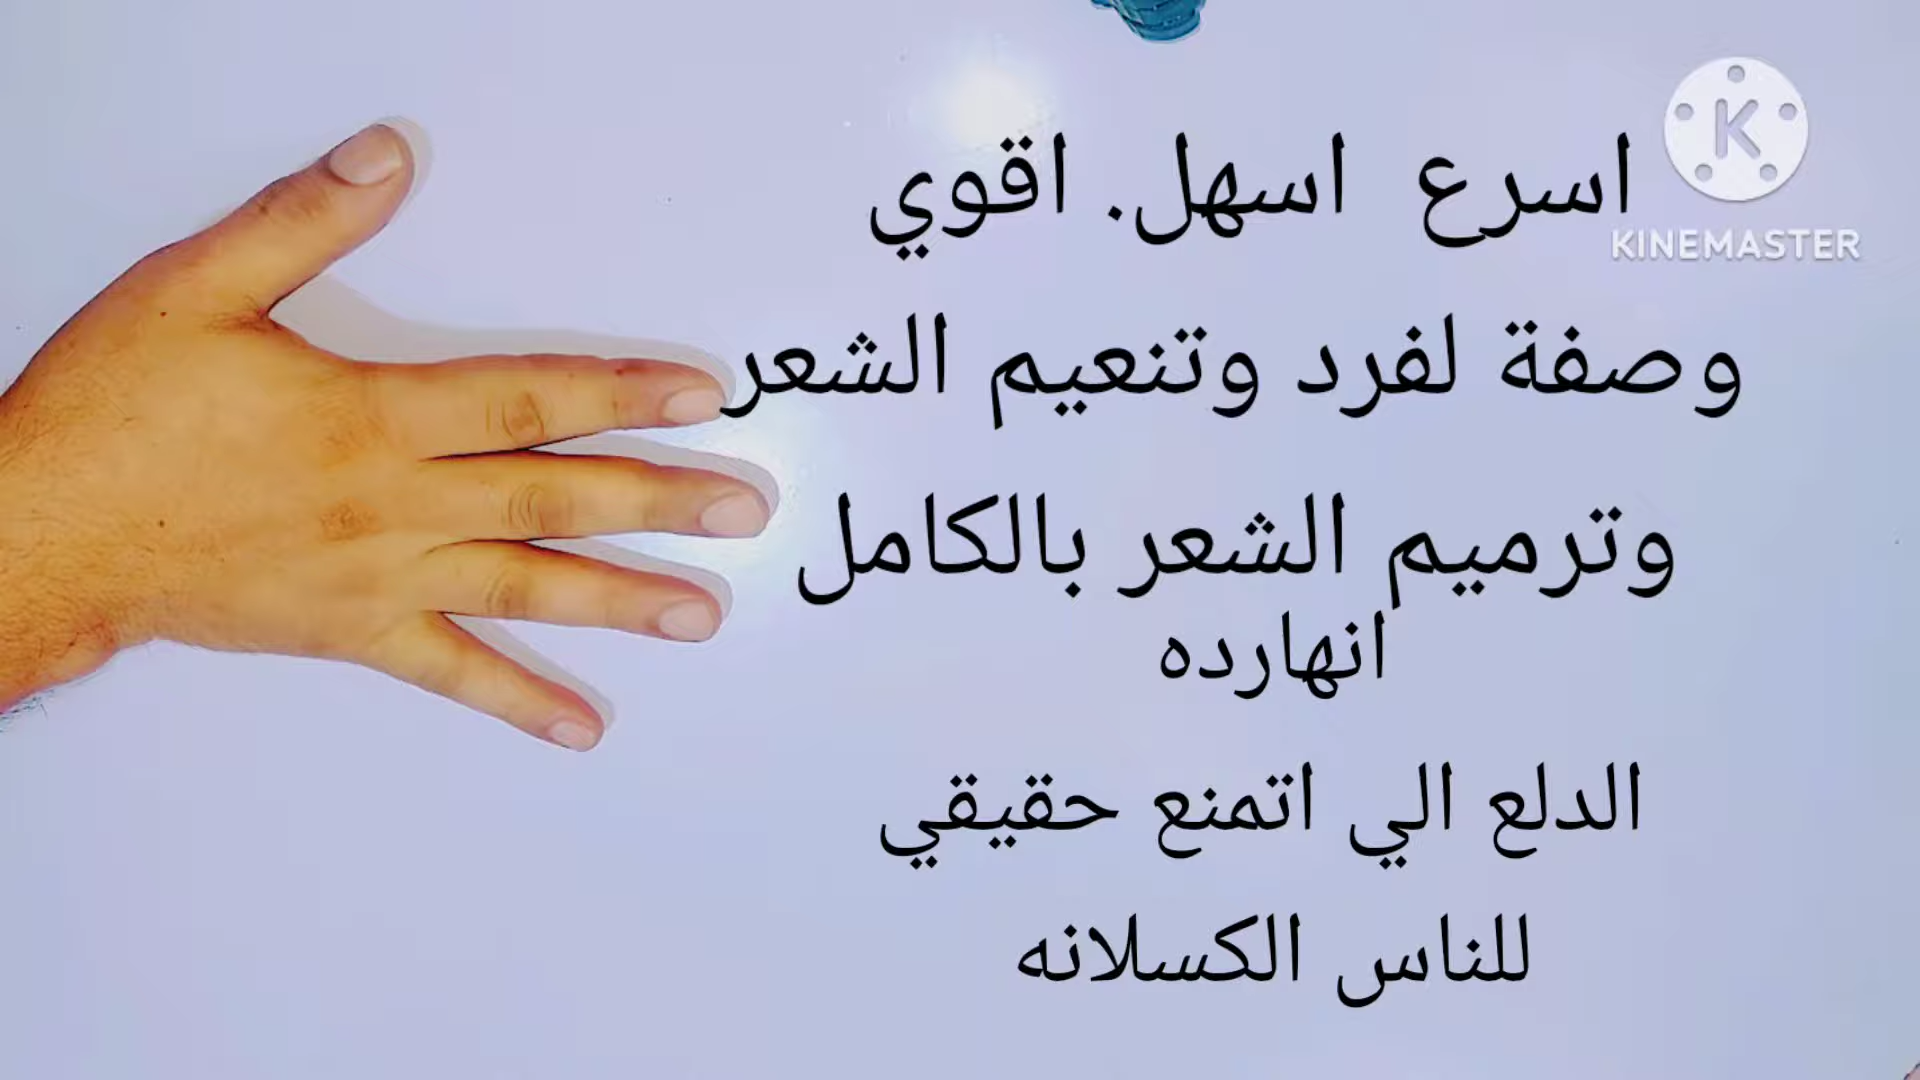 اسرع اسهل. اقوي
وصفة لفرد وتنعيم الشعر
وترميم الشعر بالكامل
انهارده
الدلع الي اتمنع حقيقي
للناس الكسلانه
K
KINEMASTER